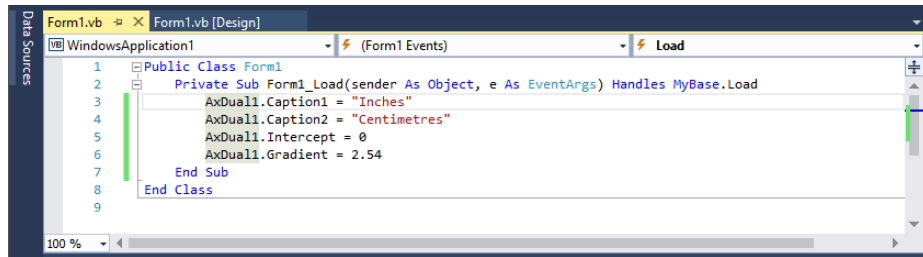 Data Sources
Form1.vb Form1.vb [Design]
VB WindowsApplication1 (Form1 Events) Load
1 Public Class Form1
2 Private Sub Form1_Load(sender As Object, e As EventArgs) Handles MyBase.Load
3 AxDual1.Caption1 = "Inches"
4 AxDual1.Caption2 = "Centimetres"
5 AxDual1.Intercept = 0
6 AxDual1.Gradient = 2.54
7 End Sub
8 End Class
9
100 %